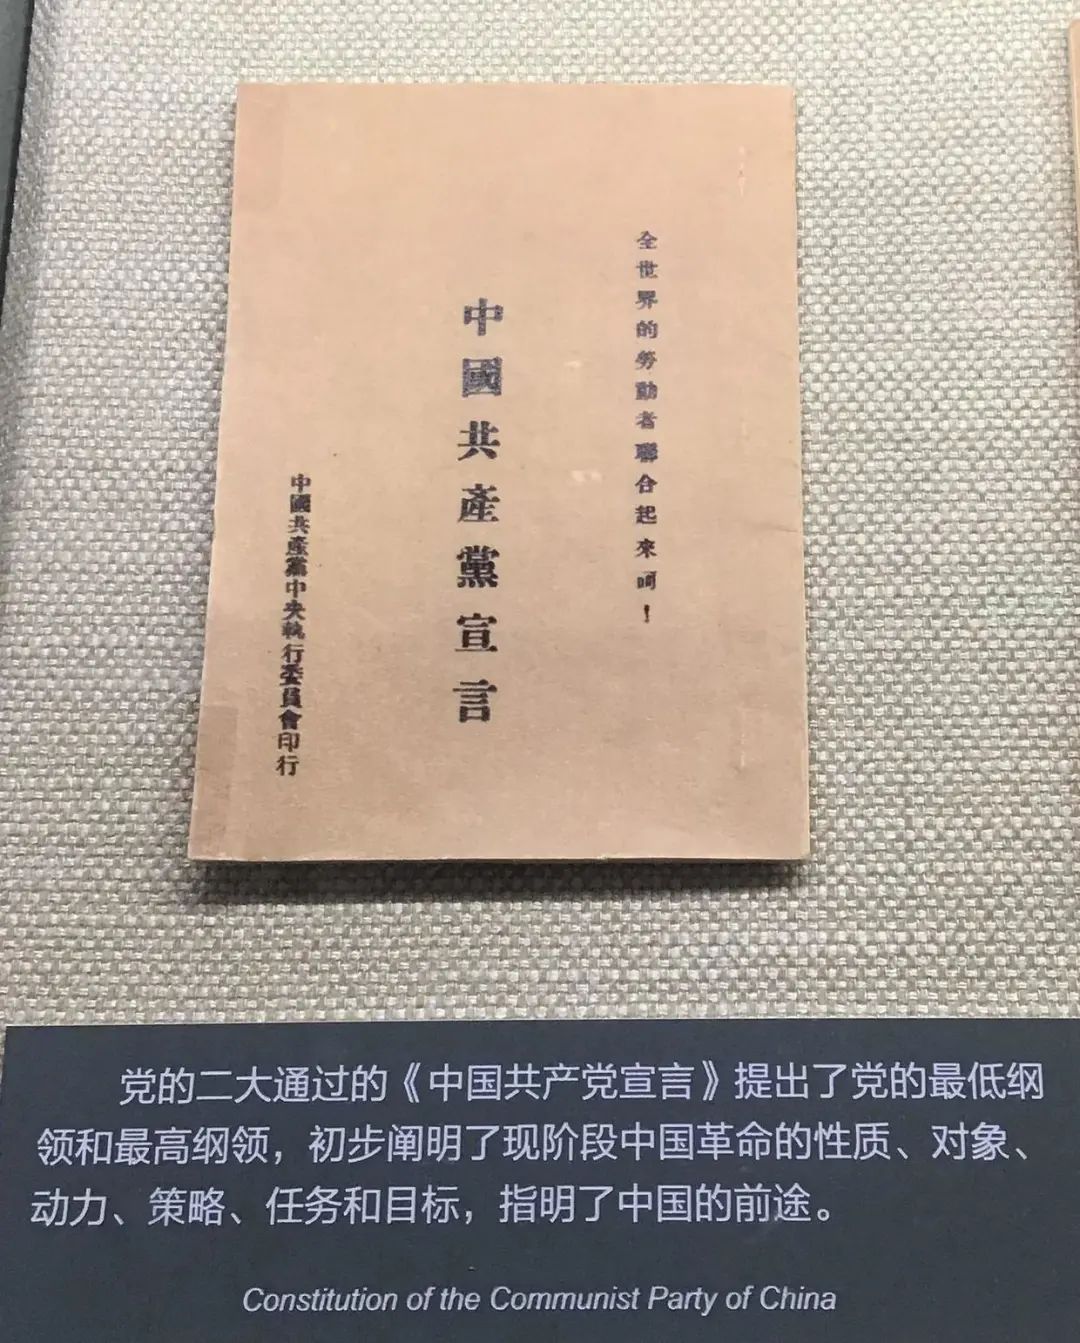 全世界的勞動者聯合起來呵！
中國共產黨宣言
中國共產黨中央執行委員會印行
党的二大通过的《中国共产党宣言》提出了党的最低纲
领和最高纲领，初步阐明了现阶段中国革命的性质、对象、
动力、策略、任务和目标，指明了中国的前途。
Constitution of the Communist Party of China